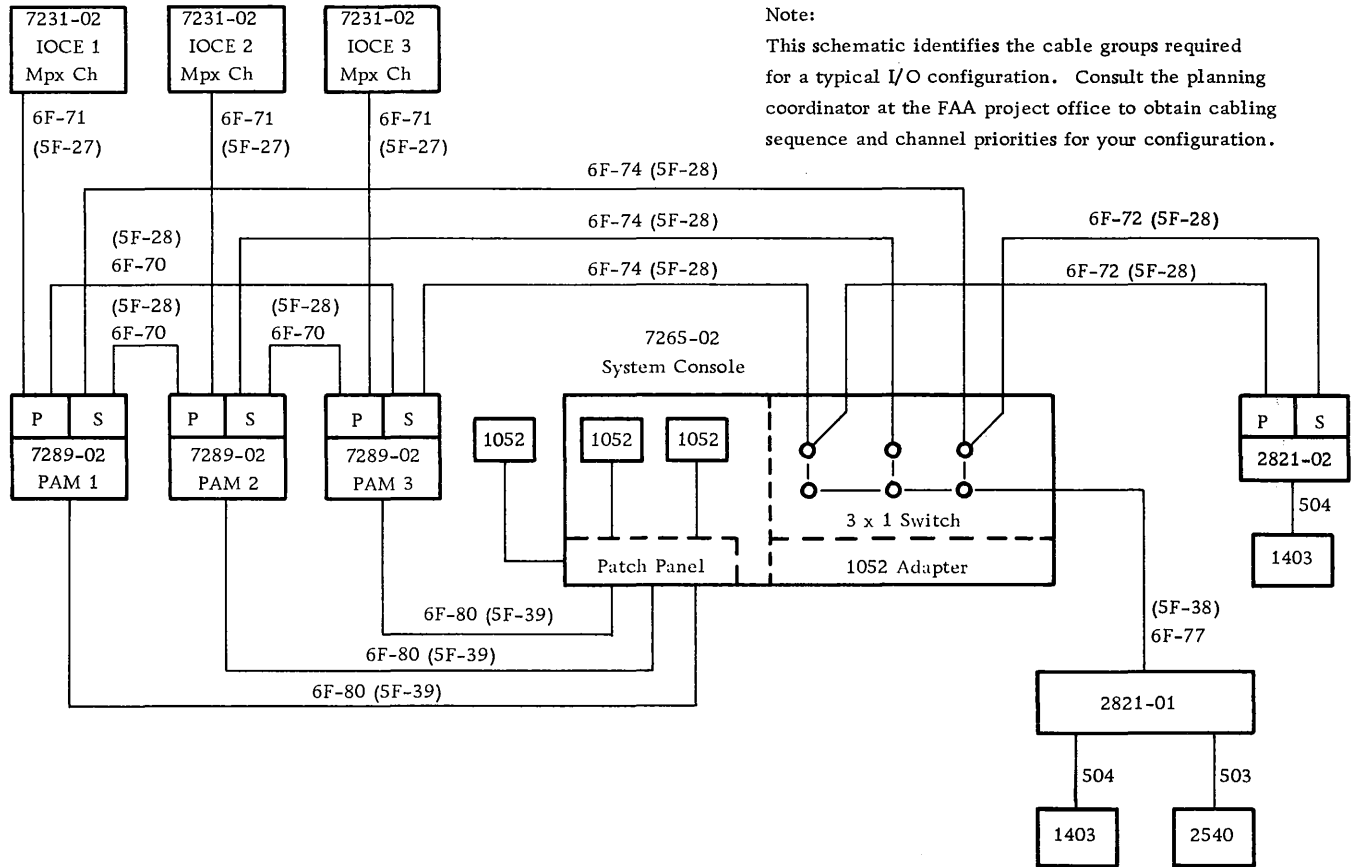 7231-02
IOCE 1
Mpx Ch
7231-02
IOCE 2
Mpx Ch
7231-02
IOCE 3
Mpx Ch
Note:
This schematic identifies the cable groups required
for a typical I/O configuration. Consult the planning
coordinator at the FAA project office to obtain cabling
sequence and channel priorities for your configuration.
6F-71
(5F-27)
6F-71
(5F-27)
6F-71
(5F-27)
6F-74 (5F-28)
6F-74 (5F-28)
6F-74 (5F-28)
6F-72 (5F-28)
6F-72 (5F-28)
(5F-28)
6F-70
(5F-28)
6F-70
(5F-28)
6F-70
7265-02
System Console
P S
7289-02
PAM 1
P S
7289-02
PAM 2
P S
7289-02
PAM 3
1052
1052
1052
3 x 1 Switch
Patch Panel
1052 Adapter
P S
2821-02
504
1403
6F-80 (5F-39)
6F-80 (5F-39)
6F-80 (5F-39)
(5F-38)
6F-77
2821-01
504
503
1403
2540